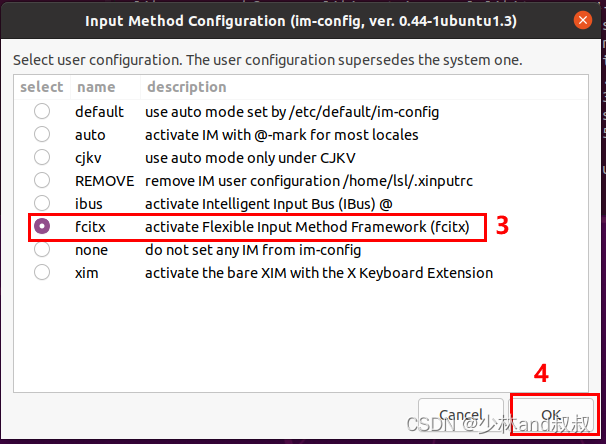 Input Method Configuration (im-config, ver. 0.44-1ubuntu1.3)
Select user configuration. The user configuration supersedes the system one.
select name description
default use auto mode set by /etc/default/im-config
auto activate IM with @-mark for most locales
cjkv use auto mode only under CJKV
REMOVE remove IM user configuration /home/lsl/.xinputrc
ibus activate Intelligent Input Bus (IBus) @
fcitx activate Flexible Input Method Framework (fcitx) 3
none do not set any IM from im-config
xim activate the bare XIM with the X Keyboard Extension
4
Cancel OK
CSDN @少林and叔叔